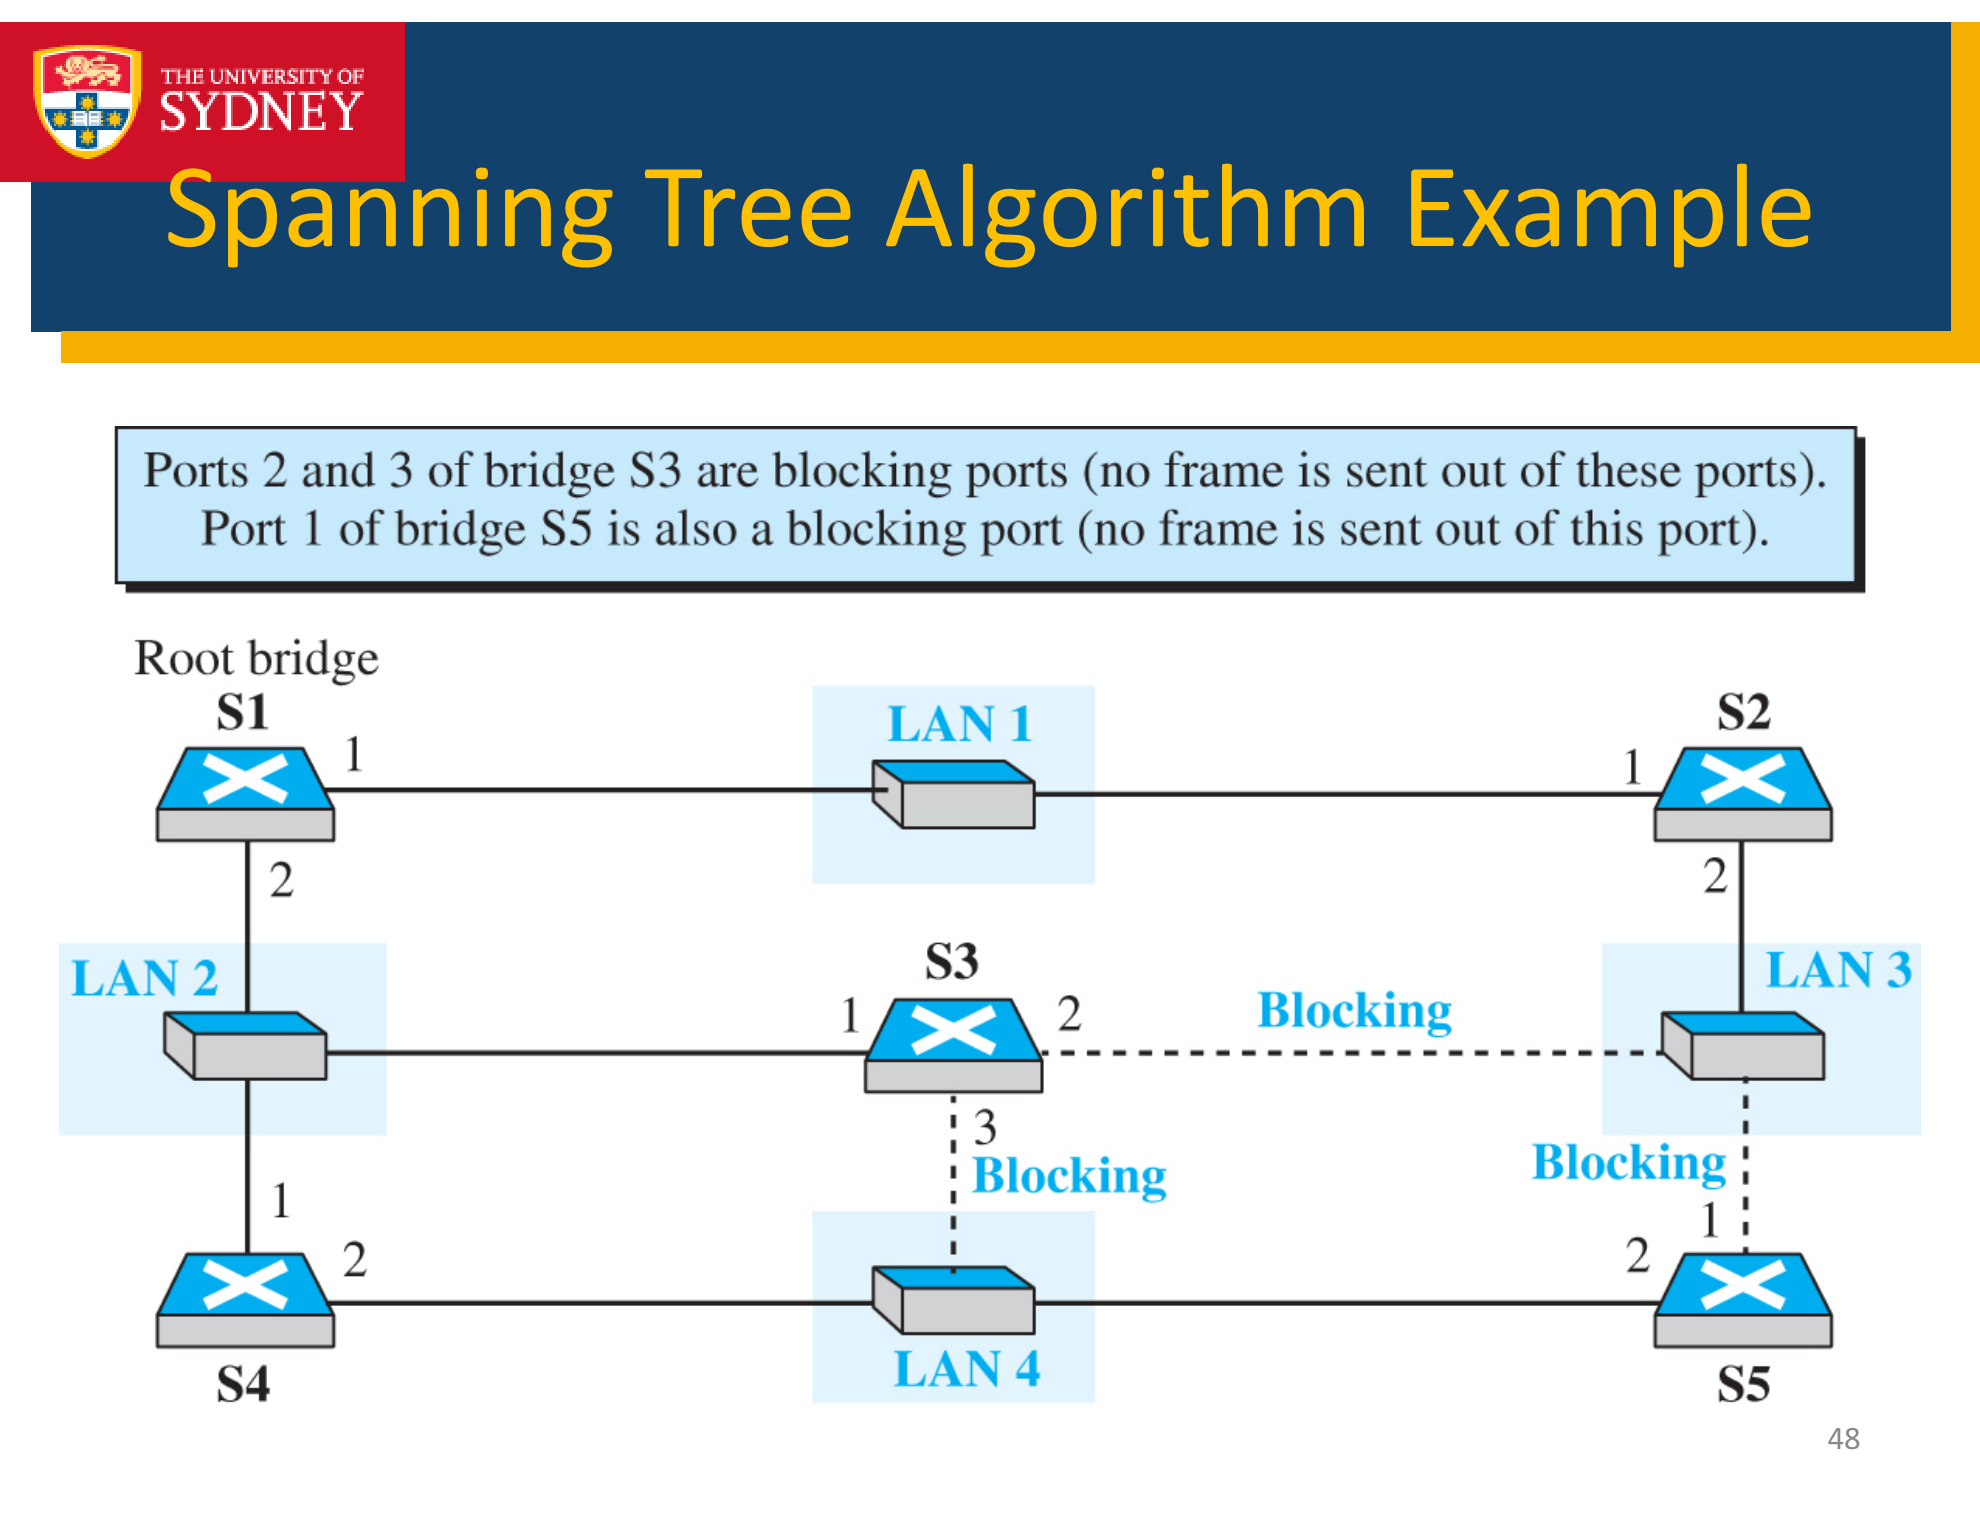 THE UNIVERSITY OF
SYDNEY
Spanning Tree Algorithm Example
Ports 2 and 3 of bridge S3 are blocking ports (no frame is sent out of these ports).
Port 1 of bridge S5 is also a blocking port (no frame is sent out of this port).
Root bridge
S1
LAN 1
S2
1
1
2
2
LAN 2
S3
LAN 3
1
2
Blocking
3
Blocking
Blocking
1
1
2
2
LAN 4
S4
S5
48